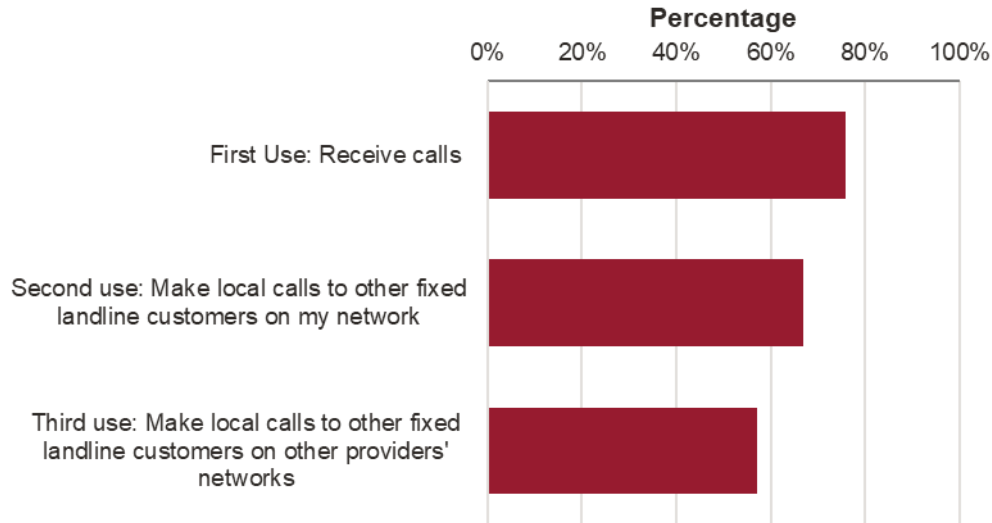 Percentage
0% 20% 40% 60% 80% 100%
First Use: Receive calls
Second use: Make local calls to other fixed
landline customers on my network
Third use: Make local calls to other fixed
landline customers on other providers'
networks